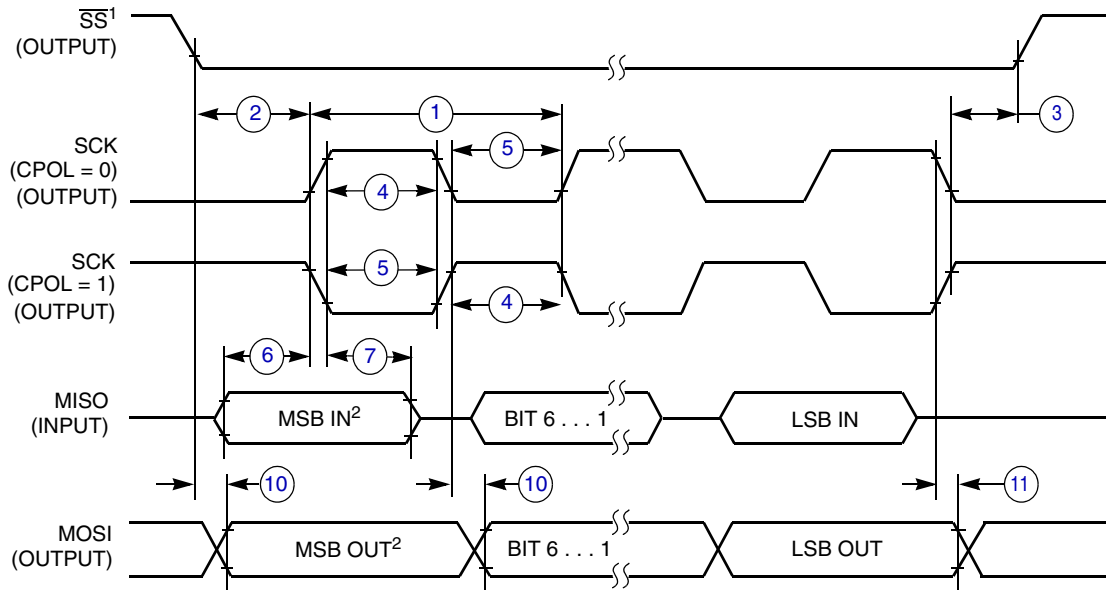 SS1
(OUTPUT)
2
1
3
SCK
(CPOL = 0)
(OUTPUT)
5
4
SCK
(CPOL = 1)
(OUTPUT)
5
4
6
7
MISO
(INPUT)
MSB IN2
BIT 6 . . . 1
LSB IN
10
10
11
MOSI
(OUTPUT)
MSB OUT2
BIT 6 . . . 1
LSB OUT